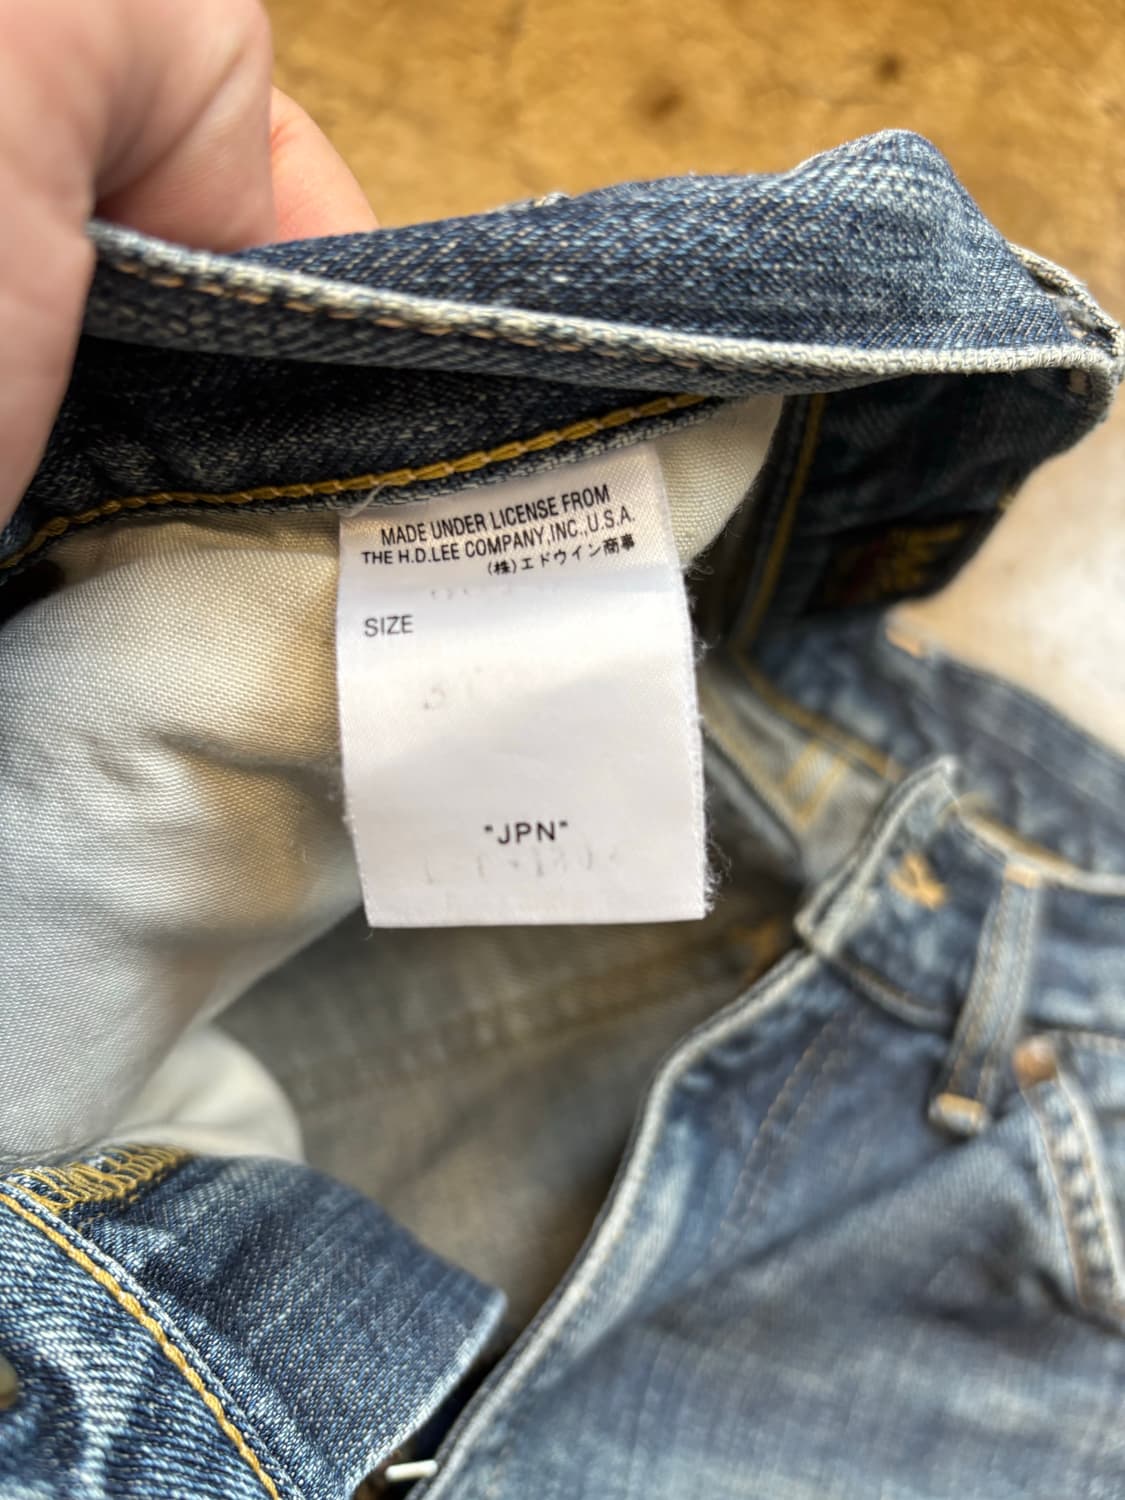 MADE UNDER LICENSE FROM
THE H.D.LEE COMPANY,INC.,U.S.A.
(株)エドウイン商事
SIZE
"JPN"